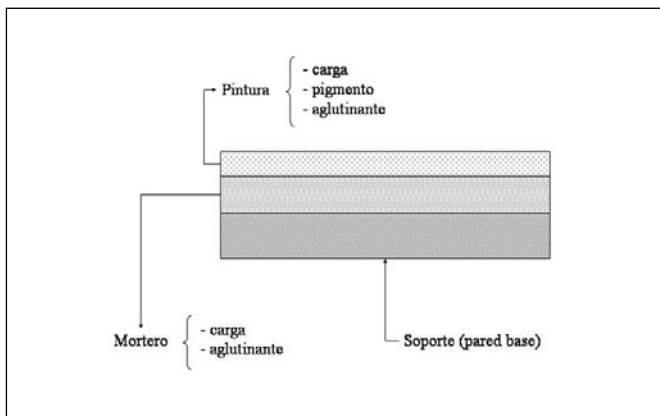 Pintura
- carga
- pigmento
- aglutinante
Mortero
- carga
- aglutinante
Soporte (pared base)